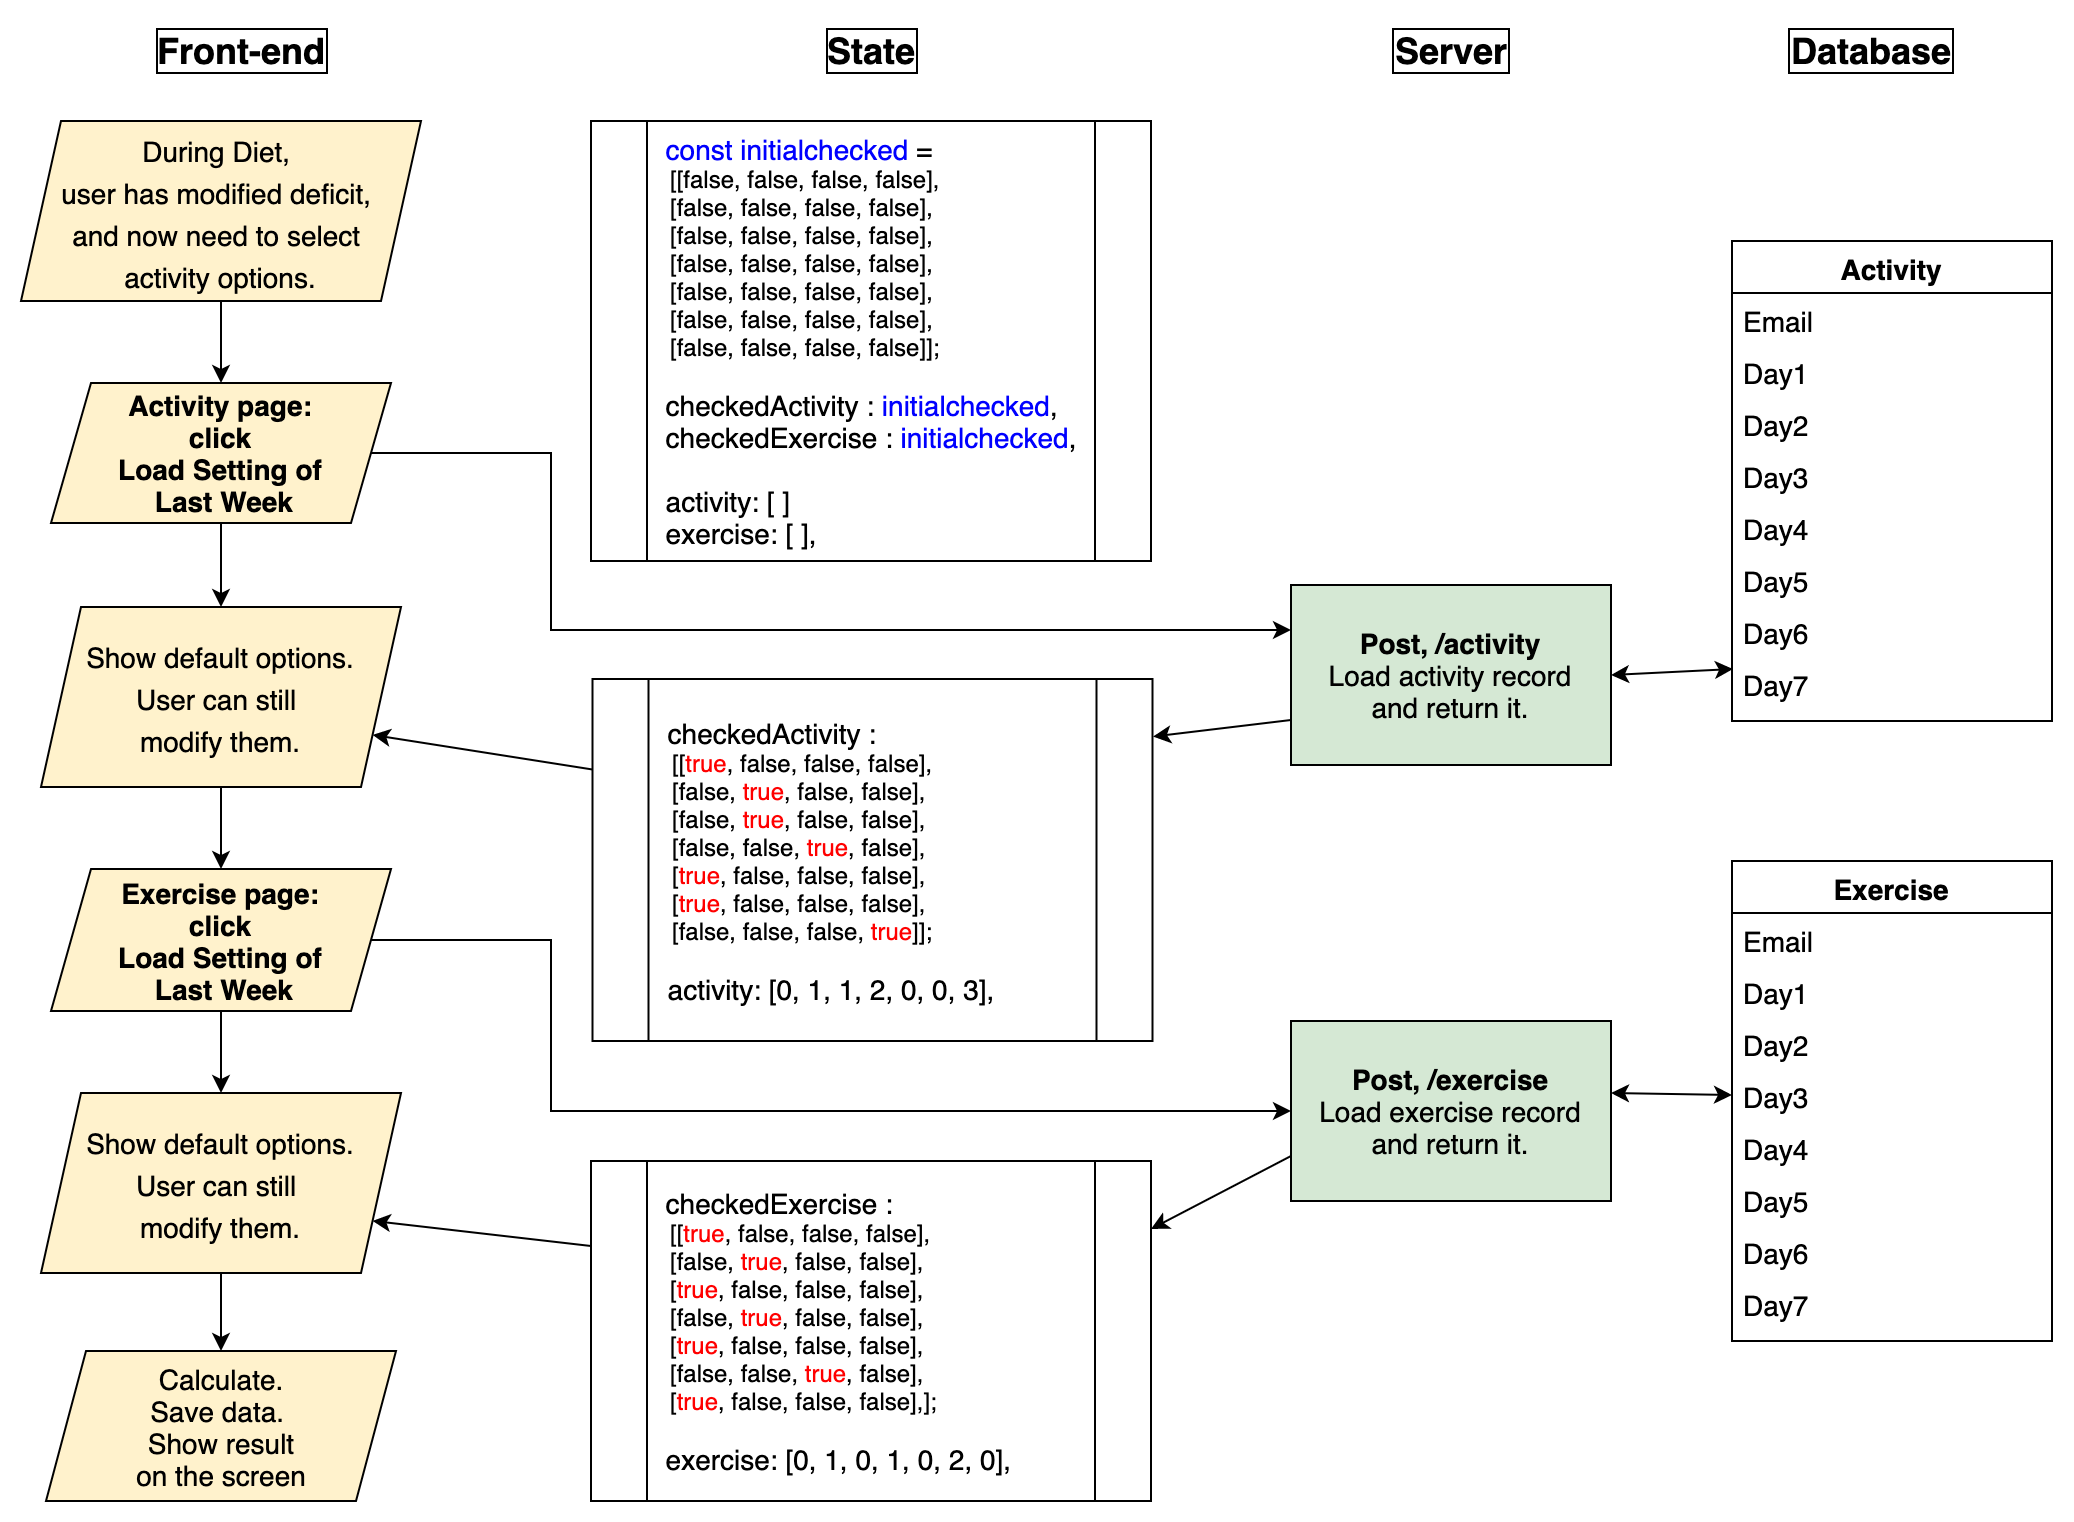 Front-end
State
Server
Database
During Diet,
user has modified deficit,
and now need to select
activity options.
Activity page:
click
Load Setting of
Last Week
Show default options.
User can still
modify them.
Exercise page:
click
Load Setting of
Last Week
Show default options.
User can still
modify them.
Calculate.
Save data.
Show result
on the screen
const initialchecked =
[[false, false, false, false],
[false, false, false, false],
[false, false, false, false],
[false, false, false, false],
[false, false, false, false],
[false, false, false, false],
[false, false, false, false]];
checkedActivity : initialchecked,
checkedExercise : initialchecked,
activity: [ ]
exercise: [ ],
checkedActivity :
[[true, false, false, false],
[false, true, false, false],
[false, true, false, false],
[false, false, true, false],
[true, false, false, false],
[true, false, false, false],
[false, false, false, true]];
activity: [0, 1, 1, 2, 0, 0, 3],
checkedExercise :
[[true, false, false, false],
[false, true, false, false],
[true, false, false, false],
[false, true, false, false],
[true, false, false, false],
[false, false, true, false],
[true, false, false, false],];
exercise: [0, 1, 0, 1, 0, 2, 0],
Post, /activity
Load activity record
and return it.
Post, /exercise
Load exercise record
and return it.
Activity
Email
Day1
Day2
Day3
Day4
Day5
Day6
Day7
Exercise
Email
Day1
Day2
Day3
Day4
Day5
Day6
Day7